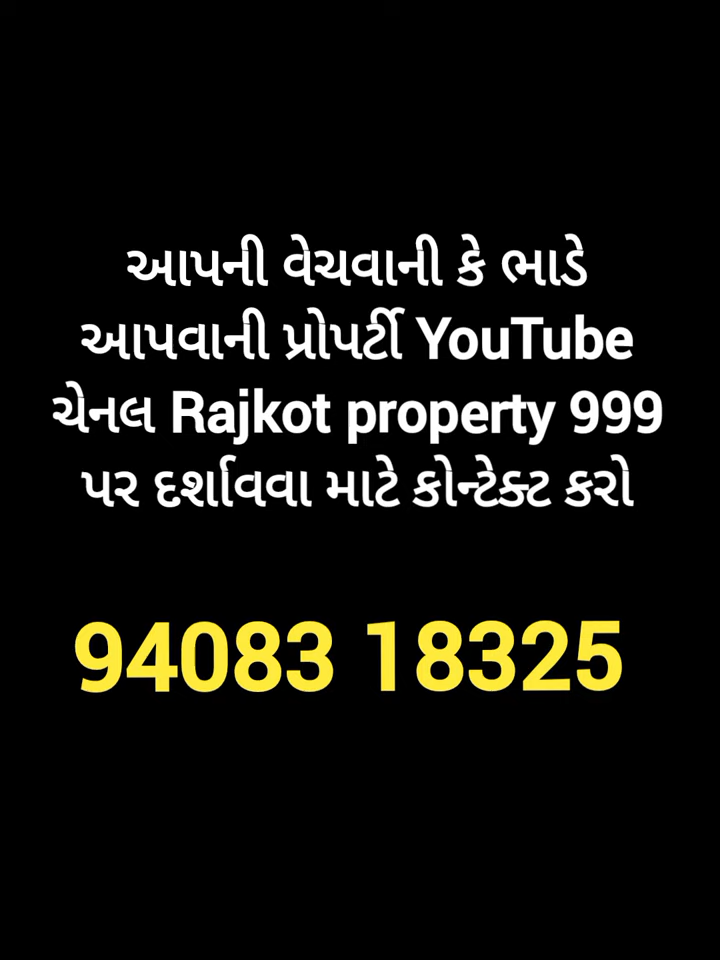 આપની વેચવાની કે ભાડે
આપવાની પ્રોપર્ટી YouTube
ચેનલ Rajkot property 999
પર દર્શાવવા માટે કોન્ટેક્ટ કરો
94083 18325